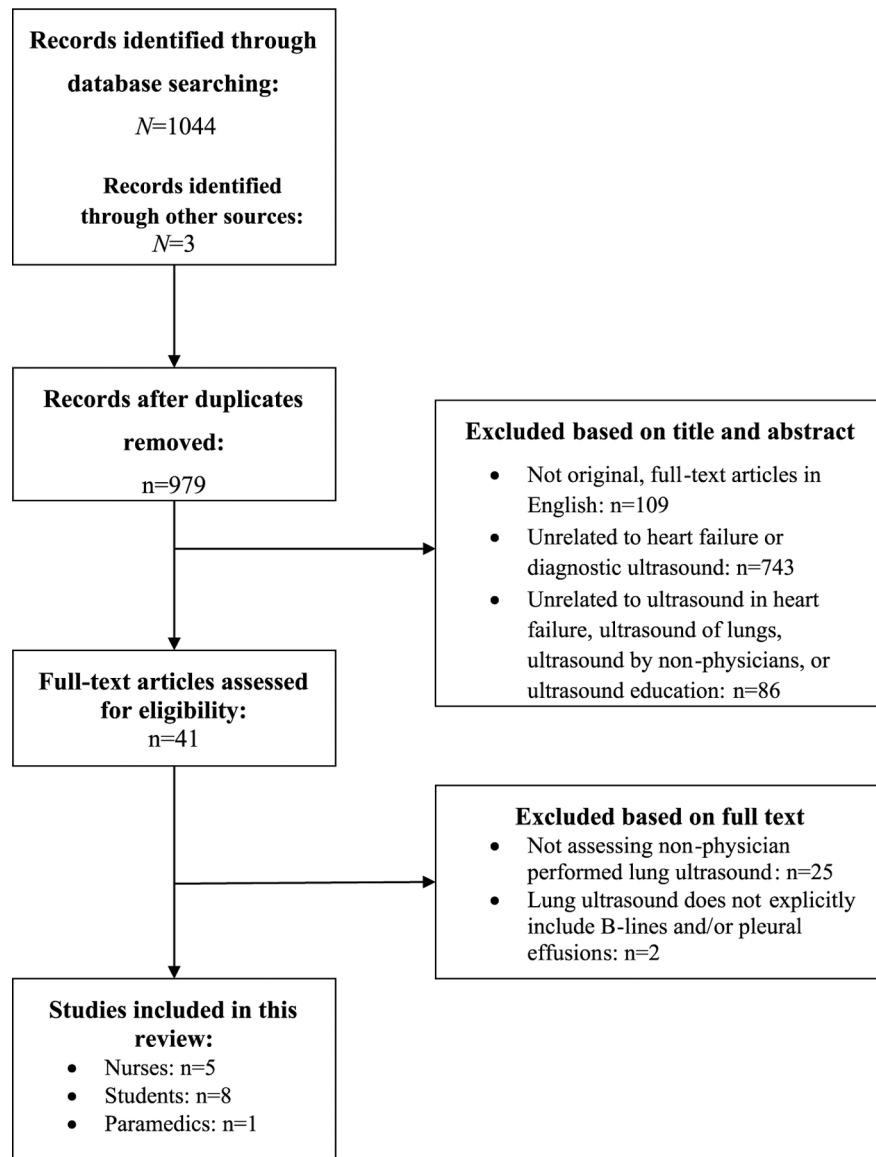 Records identified through
database searching:
N=1044
Records identified
through other sources:
N=3
Records after duplicates
removed:
n=979
Excluded based on title and abstract
• Not original, full-text articles in
English: n=109
• Unrelated to heart failure or
diagnostic ultrasound: n=743
• Unrelated to ultrasound in heart
failure, ultrasound of lungs,
ultrasound by non-physicians, or
ultrasound education: n=86
Full-text articles assessed
for eligibility:
n=41
Excluded based on full text
• Not assessing non-physician
performed lung ultrasound: n=25
• Lung ultrasound does not explicitly
include B-lines and/or pleural
effusions: n=2
Studies included in this
review:
• Nurses: n=5
• Students: n=8
• Paramedics: n=1